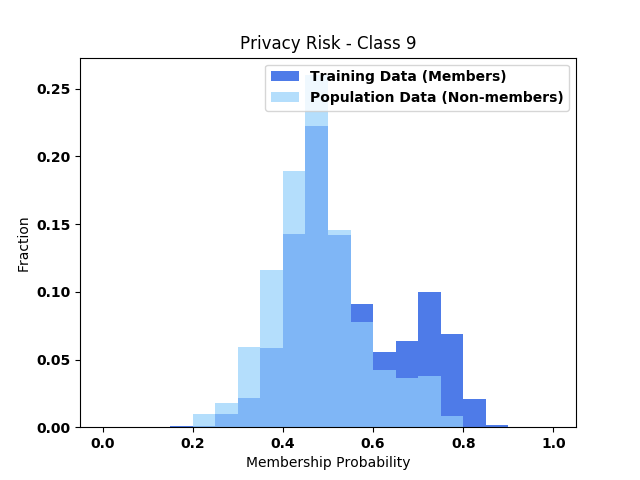 Privacy Risk - Class 9
Training Data (Members)
Population Data (Non-members)
0.25
0.20
0.15
0.10
0.05
0.00
Fraction
0.0 0.2 0.4 0.6 0.8 1.0
Membership Probability